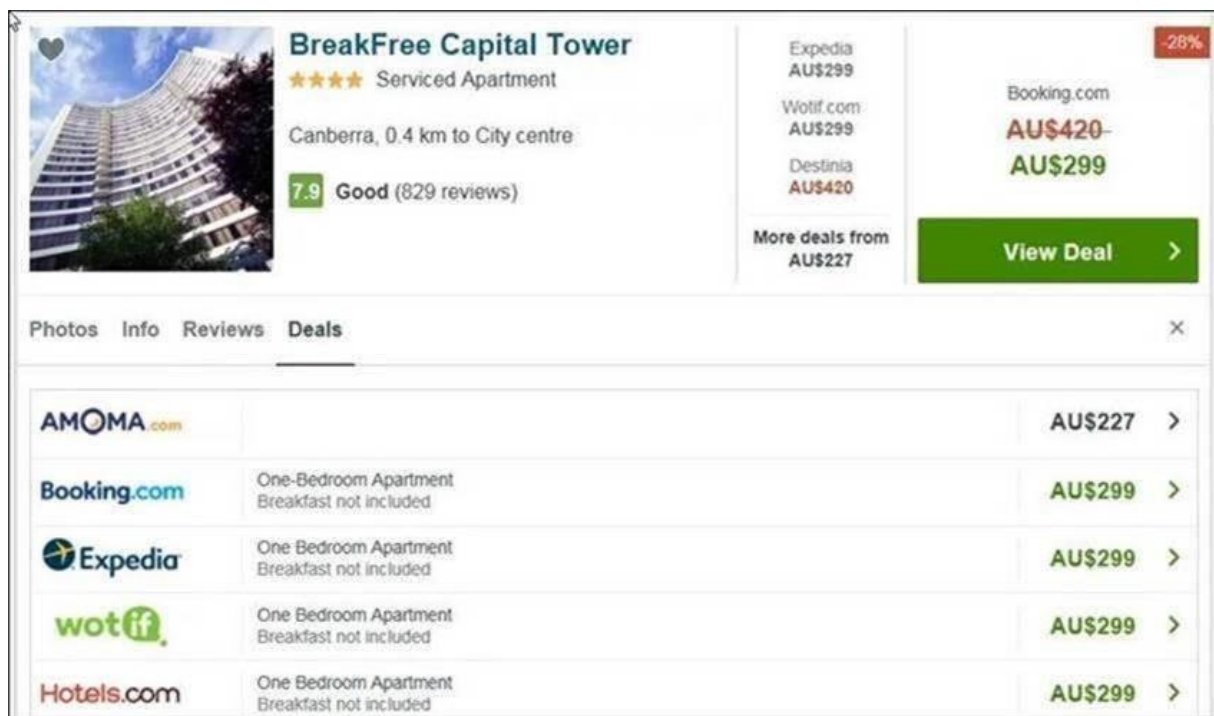 BreakFree Capital Tower
Serviced Apartment
Canberra, 0.4 km to City centre
7.9 Good (829 reviews)
Expedia
AU$299
Wotif.com
AU$299
Destinia
AU$420
More deals from
AU$227
-28%
Booking.com
AU$420
AU$299
View Deal
Photos Info Reviews Deals
AMOMA.com
AU$227
Booking.com
One-Bedroom Apartment
Breakfast not included
AU$299
Expedia
One Bedroom Apartment
Breakfast not included
AU$299
wotif
One Bedroom Apartment
Breakfast not included
AU$299
Hotels.com
One Bedroom Apartment
Breakfast not included
AU$299